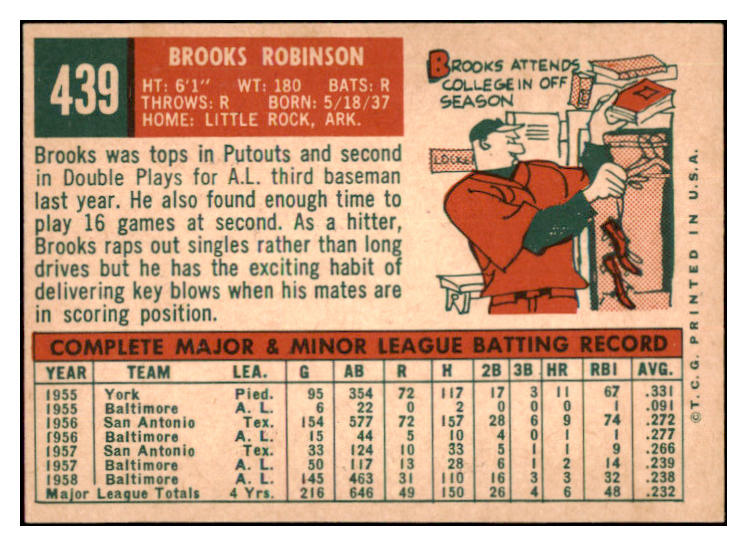 439
BROOKS ROBINSON
HT: 6'1" WT: 180 BATS: R
THROWS: R BORN: 5/18/37
HOME: LITTLE ROCK, ARK.
BROOKS ATTENDS
COLLEGE IN OFF
SEASON
Brooks was tops in Putouts and second
in Double Plays for A.L. third baseman
last year. He also found enough time to
play 16 games at second. As a hitter,
Brooks raps out singles rather than long
drives but he has the exciting habit of
delivering key blows when his mates are
in scoring position.
COMPLETE MAJOR & MINOR LEAGUE BATTING RECORD
YEAR TEAM LEA. G AB R H 2B 3B HR RBI AVG.
1955 York Pied. 95 354 72 117 17 3 11 67 .331
1955 Baltimore A. L. 6 22 0 2 0 0 0 1 .091
1956 San Antonio Tex. 154 577 72 157 28 6 9 74 .272
1956 Baltimore A. L. 15 44 5 10 4 0 1 1 .277
1957 San Antonio Tex. 33 124 10 33 5 1 1 9 .266
1957 Baltimore A. L. 50 117 13 28 6 1 2 14 .239
1958 Baltimore A. L. 145 463 31 110 16 3 3 32 .238
Major League Totals 4 Yrs. 216 646 49 150 26 4 6 48 .232
© T. C. G. PRINTED IN U.S.A.